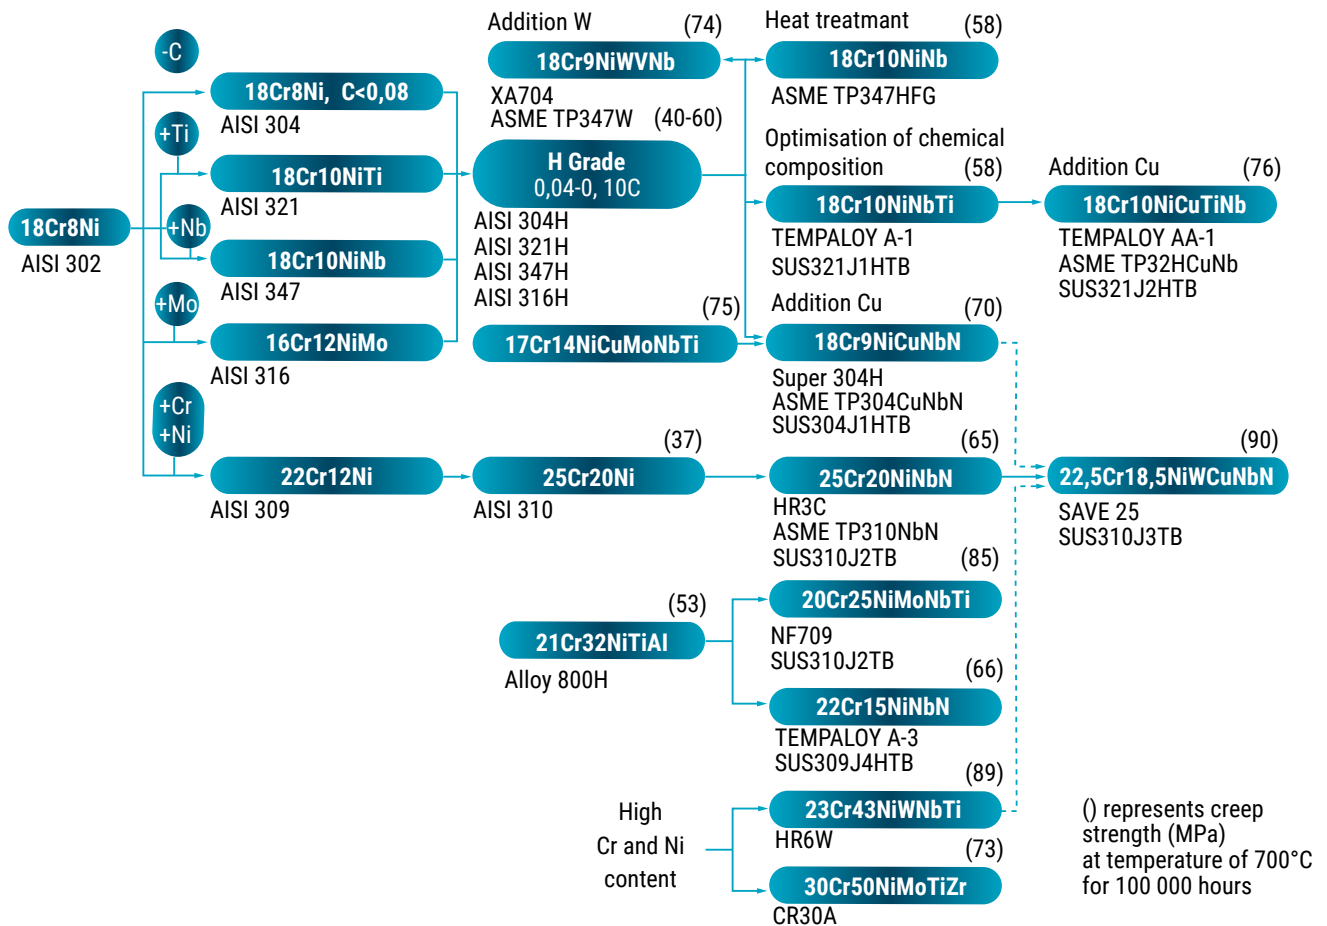 -C
18Cr8Ni, C<0,08
AISI 304
+Ti
18Cr10NiTi
AISI 321
18Cr8Ni
AISI 302
+Nb
18Cr10NiNb
AISI 347
+Mo
16Cr12NiMo
AISI 316
+Cr
+Ni
22Cr12Ni
AISI 309
Addition W
(74)
18Cr9NiWVNb
XA704
ASME TP347W
(40-60)
H Grade
0,04-0, 10C
AISI 304H
AISI 321H
AISI 347H
AISI 316H
(75)
17Cr14NiCuMoNbTi
(37)
25Cr20Ni
AISI 310
(53)
21Cr32NiTiAl
Alloy 800H
High
Cr and Ni
content
Heat treatmant
(58)
18Cr10NiNb
ASME TP347HFG
Optimisation of chemical
composition
(58)
18Cr10NiNbTi
TEMPALOY A-1
SUS321J1HTB
Addition Cu
(70)
18Cr9NiCuNbN
Super 304H
ASME TP304CuNbN
SUS304J1HTB
(65)
25Cr20NiNbN
HR3C
ASME TP310NbN
SUS310J2TB
(85)
20Cr25NiMoNbTi
NF709
SUS310J2TB
(66)
22Cr15NiNbN
TEMPALOY A-3
SUS309J4HTB
(89)
23Cr43NiWNbTi
HR6W
(73)
30Cr50NiMoTiZr
CR30A
Addition Cu
(76)
18Cr10NiCuTiNb
TEMPALOY AA-1
ASME TP32HCuNb
SUS321J2HTB
(90)
22,5Cr18,5NiWCuNbN
SAVE 25
SUS310J3TB
() represents creep
strength (MPa)
at temperature of 700°C
for 100 000 hours